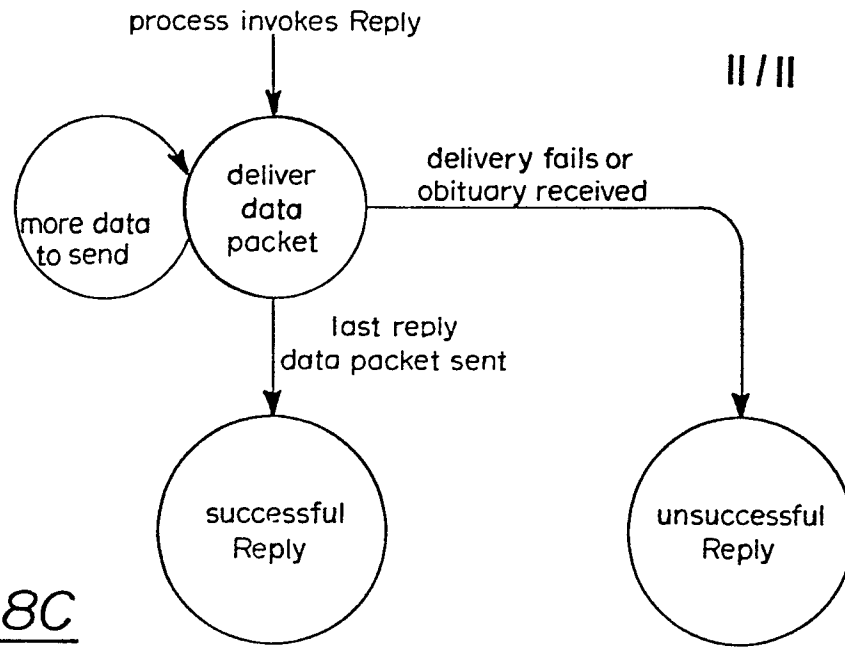 process invokes Reply
11/11
deliver
data
packet
more data
to send
delivery fails or
obituary received
last reply
data packet sent
successful
Reply
unsuccessful
Reply
8C